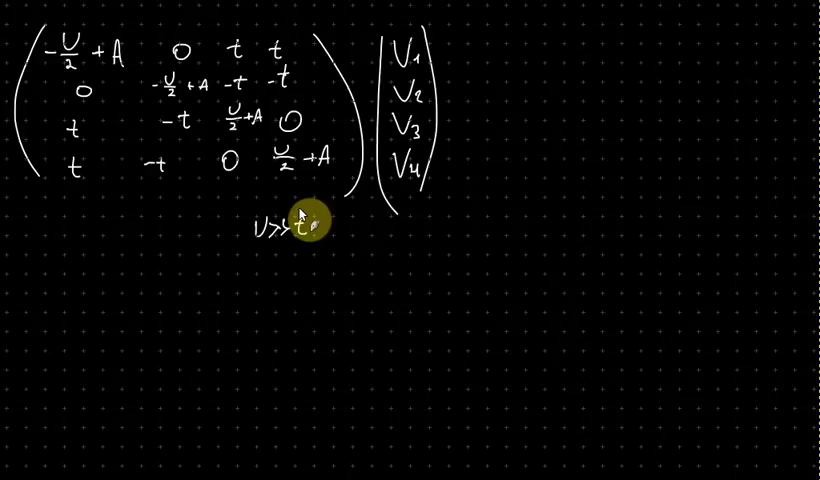 -U/2 + A 0 t t V1
0 -U/2 + A -t -t V2
t -t U/2 + A 0 V3
t -t 0 U/2 + A V4
U>>t